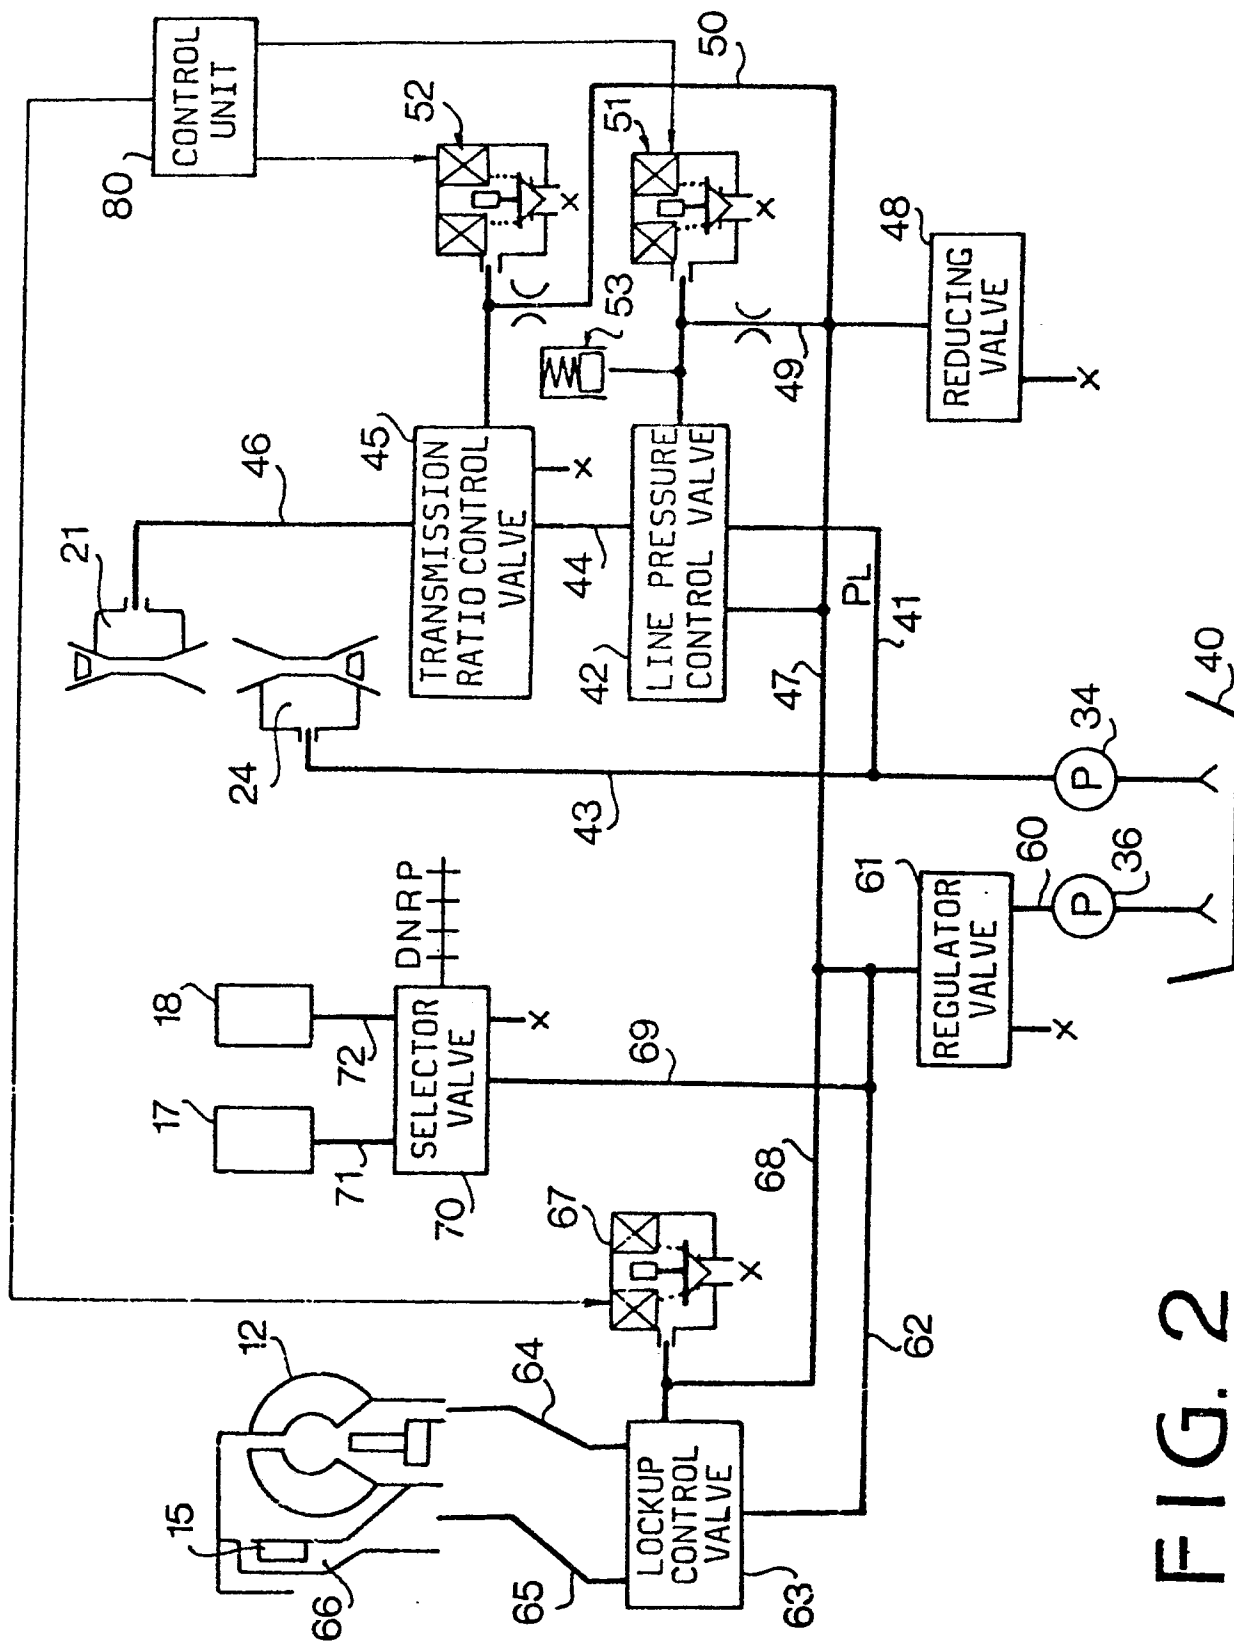 FIG. 2
12
15
66
64
65
LOCKUP
CONTROL
VALVE
63
67
62
68
17
18
71
72
SELECTOR
VALVE
70
DNRP
69
REGULATOR
VALVE
61
60
P
36
P
34
40
21
24
43
46
TRANSMISSION
RATIO CONTROL
VALVE
45
44
LINE PRESSURE
CONTROL VALVE
42
47
PL
41
CONTROL
UNIT
80
52
51
53
50
49
REDUCING
VALVE
48
X
X
X
X
X
X
X